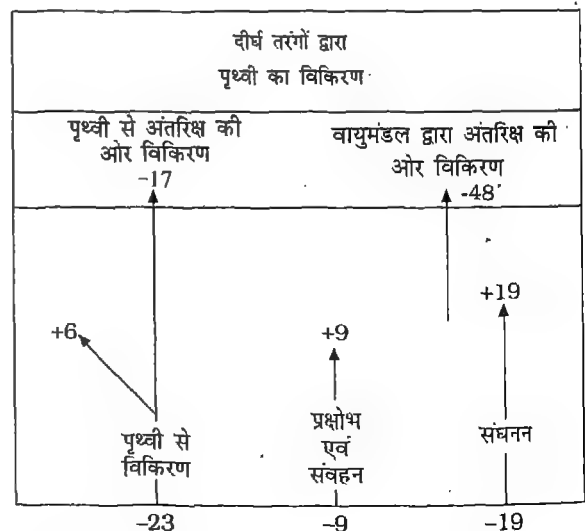 दीर्घ तरंगों द्वारा
पृथ्वी का विकिरण
पृथ्वी से अंतरिक्ष की
ओर विकिरण
-17
वायुमंडल द्वारा अंतरिक्ष की
ओर विकिरण
-48
+6
+9
+19
पृथ्वी से
विकिरण
प्रक्षोभ
एवं
संवहन
संघनन
-23
-9
-19